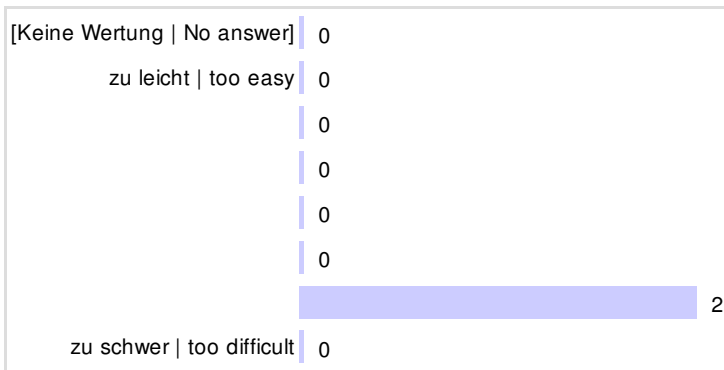 [Keine Wertung | No answer] 0
zu leicht | too easy 0
0
0
0
0
2
zu schwer | too difficult 0